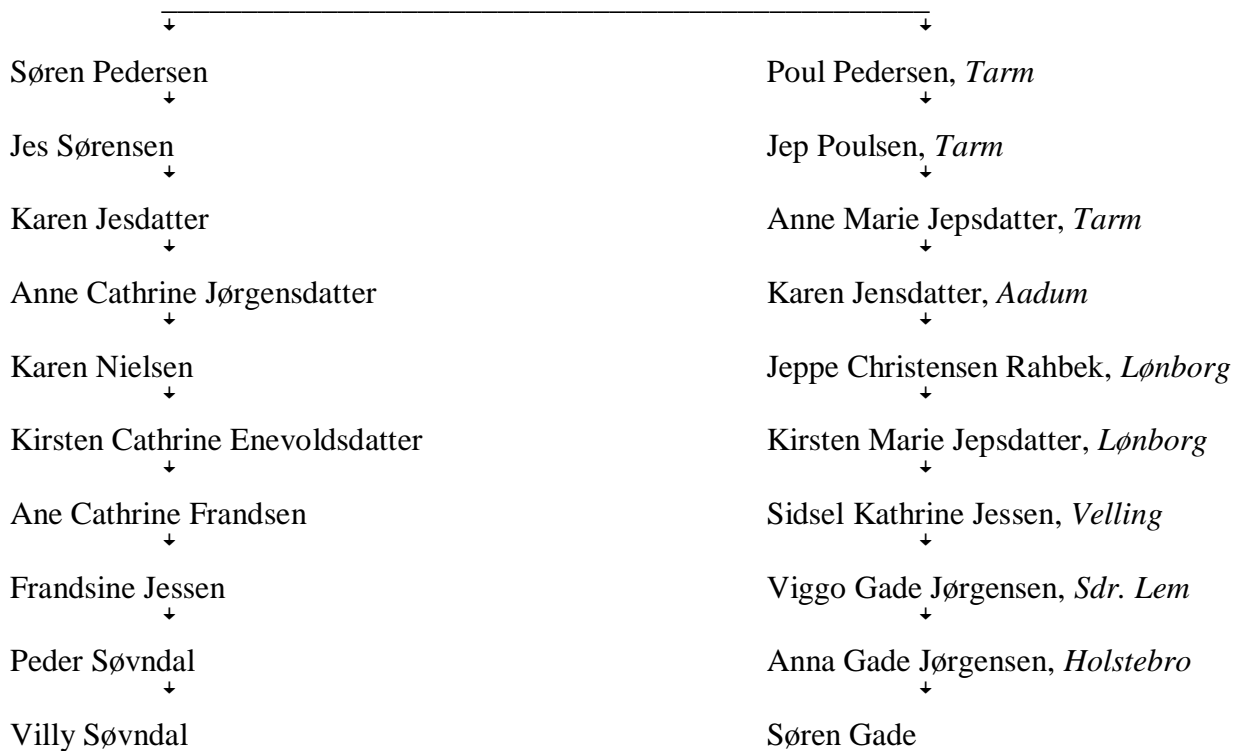 Søren Pedersen Poul Pedersen, Tarm
Jes Sørensen Jep Poulsen, Tarm
Karen Jesdatter Anne Marie Jepsdatter, Tarm
Anne Cathrine Jørgensdatter Karen Jensdatter, Aadum
Karen Nielsen Jeppe Christensen Rahbek, Lønborg
Kirsten Cathrine Enevoldsdatter Kirsten Marie Jepsdatter, Lønborg
Ane Cathrine Frandsen Sidsel Kathrine Jessen, Velling
Frandsine Jessen Viggo Gade Jørgensen, Sdr. Lem
Peder Søvndal Anna Gade Jørgensen, Holstebro
Villy Søvndal Søren Gade